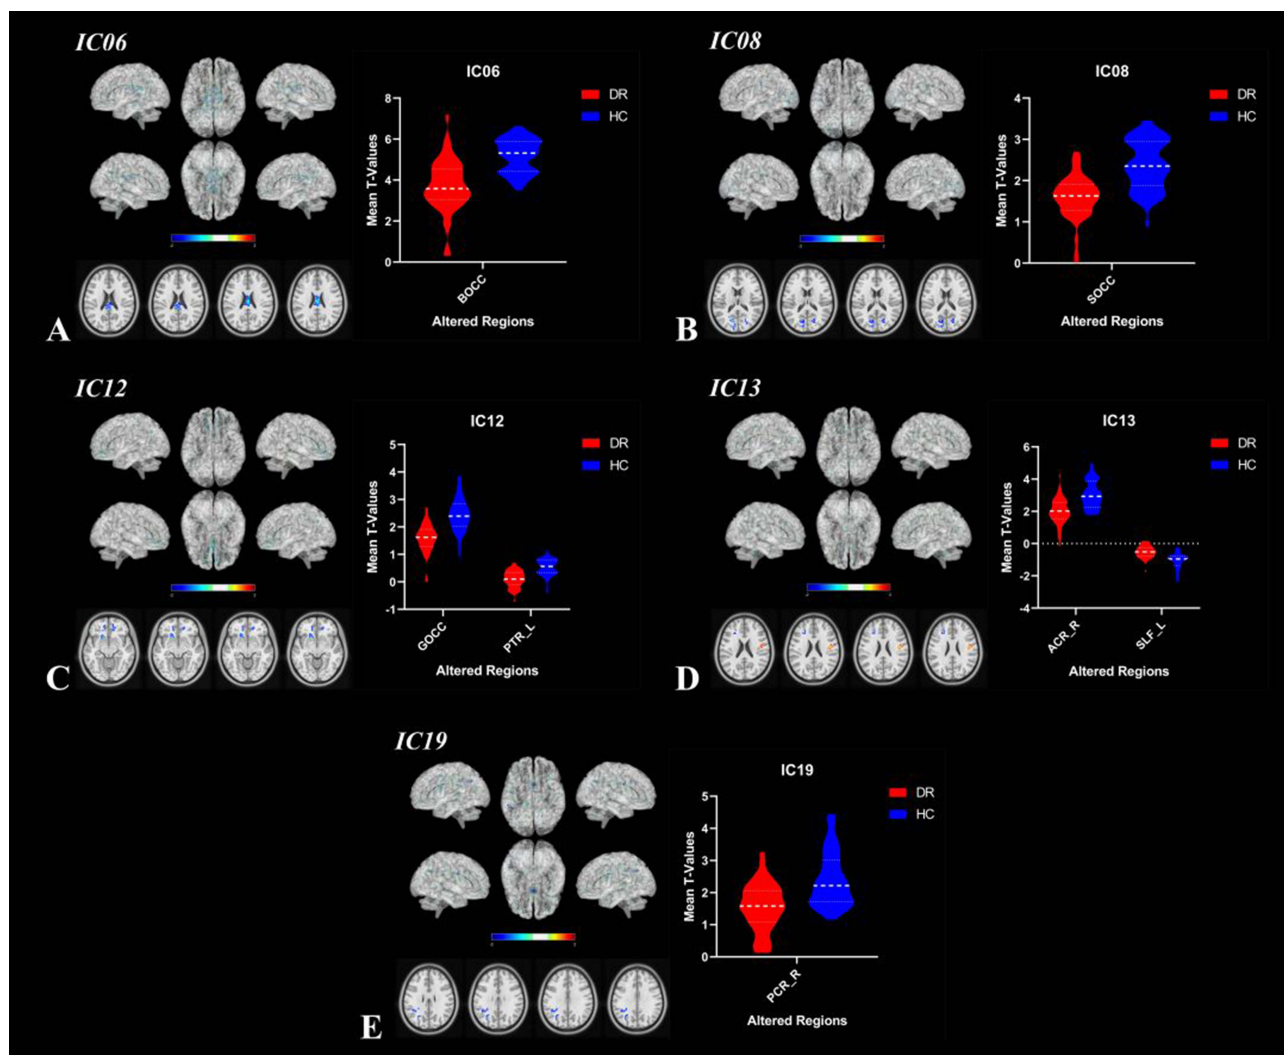 IC06
IC06
DR
HC
8
6
4
2
0
Mean T-Values
BOCC
Altered Regions
A
IC08
IC08
DR
HC
4
3
2
1
0
Mean T-Values
SOCC
Altered Regions
B
IC12
IC12
DR
HC
5
4
3
2
1
0
-1
Mean T-Values
GOCC
PTR_L
Altered Regions
C
IC13
IC13
DR
HC
6
4
2
0
-2
-4
Mean T-Values
ACR_R
SLF_L
Altered Regions
D
IC19
IC19
DR
HC
5
4
3
2
1
0
Mean T-Values
PCR_R
Altered Regions
E